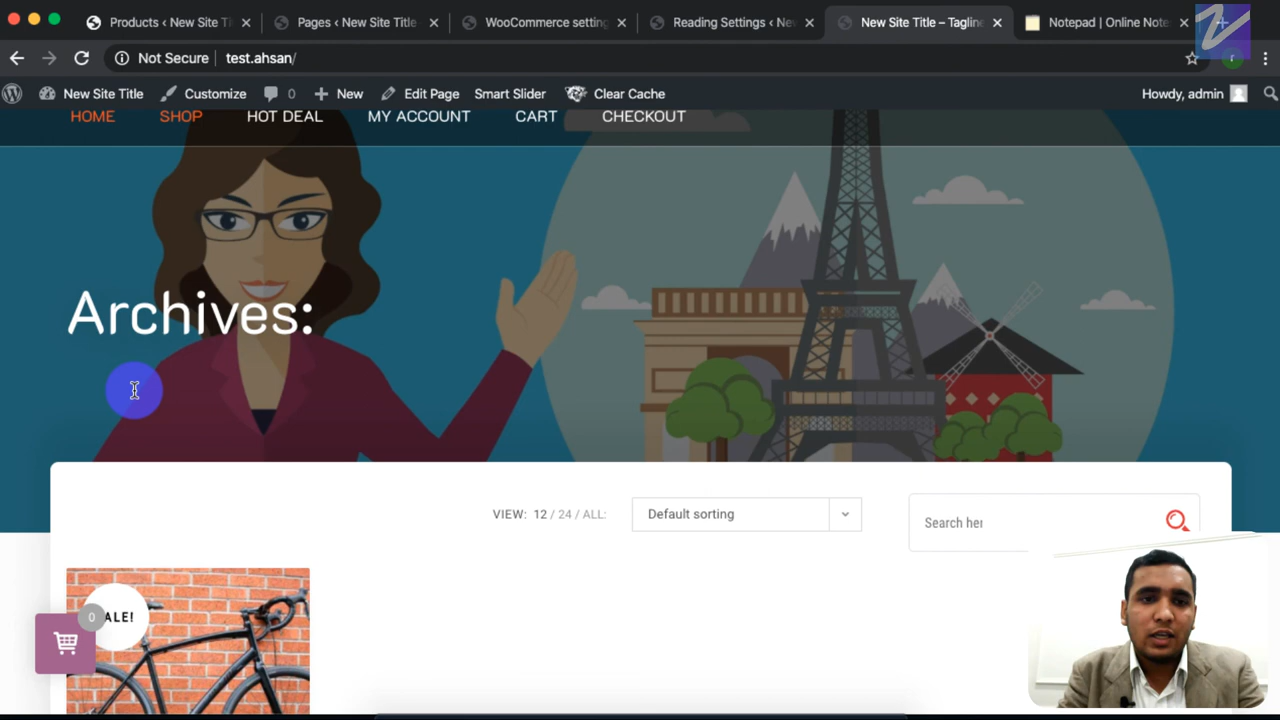 Products ‹ New Site Ti
Pages ‹ New Site Title
WooCommerce setting
Reading Settings ‹ Nev
New Site Title – Tagline
Notepad | Online Note
Not Secure
test.ahsan/
New Site Title
Customize
0
New
Edit Page
Smart Slider
Clear Cache
Howdy, admin
HOME
SHOP
HOT DEAL
MY ACCOUNT
CART
CHECKOUT
Archives:
VIEW: 12 / 24 / ALL:
Default sorting
Search her
ALE!
0